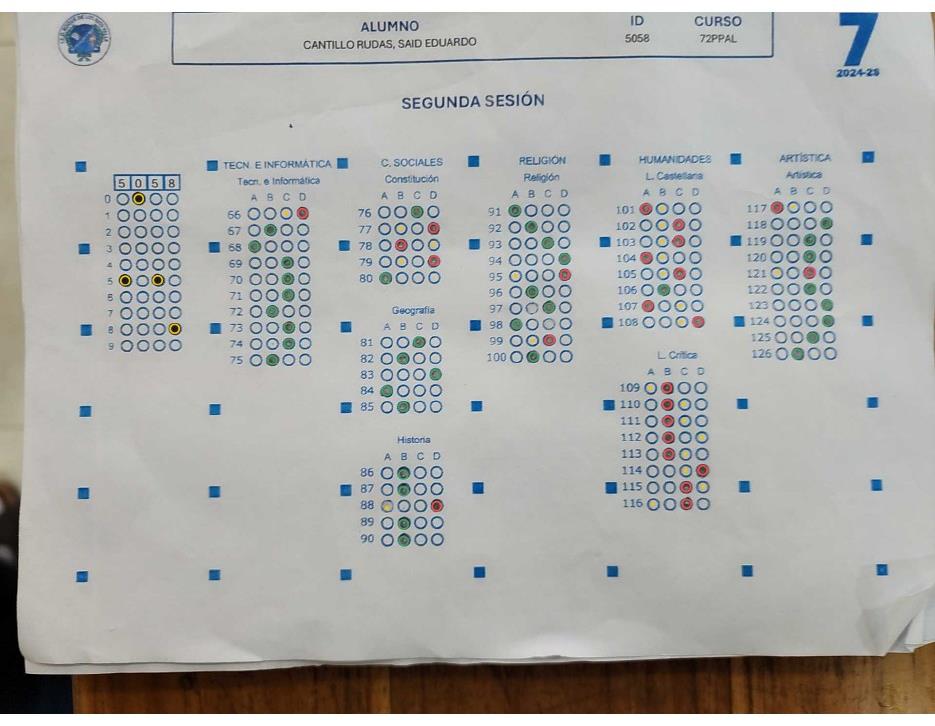 ALUMNO
CANTILLO RUDAS, SAID EDUARDO
ID
5058
CURSO
72PPAL
7
2024-2S
SEGUNDA SESIÓN
5 0 5 8
0
1
2
3
4
5
6
7
8
9
TECN. E INFORMÁTICA
Tecn. e Informática
A B C D
66
67
68
69
70
71
72
73
74
75
C. SOCIALES
Constitución
A B C D
76
77
78
79
80
Geografía
A B C D
81
82
83
84
85
Historia
A B C D
86
87
88
89
90
RELIGIÓN
Religión
A B C D
91
92
93
94
95
96
97
98
99
100
HUMANIDADES
L. Castellana
A B C D
101
102
103
104
105
106
107
108
L. Crítica
A B C D
109
110
111
112
113
114
115
116
ARTÍSTICA
Artística
A B C D
117
118
119
120
121
122
123
124
125
126